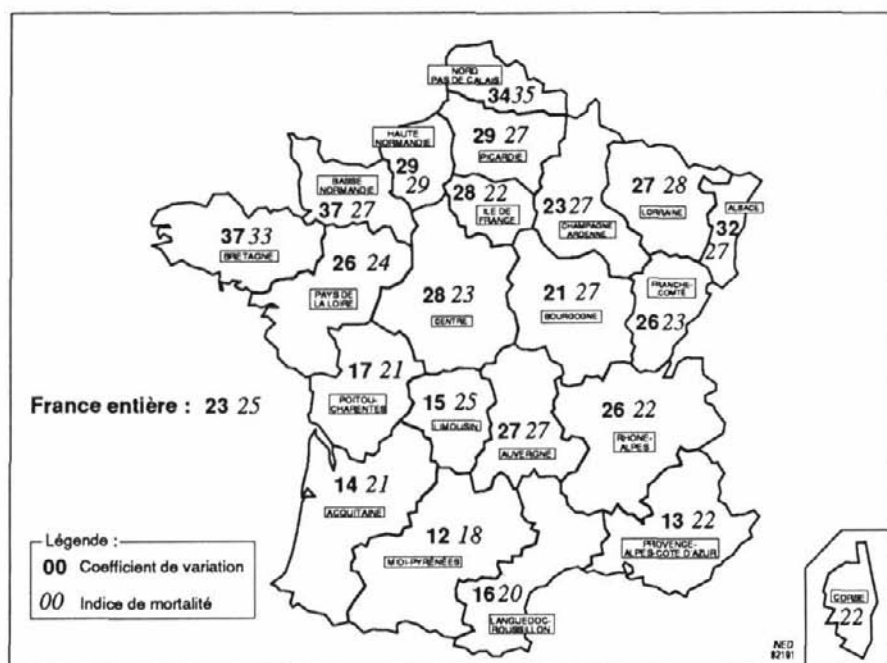 NORD
PAS DE CALAIS
34 35
HAUTE
NORMANDIE
29
29
29 27
PICARDIE
BASSE
NORMANDIE
37 27
28 22
ILE DE
FRANCE
23 27
CHAMPAGNE
ARDENNE
27 28
LORRAINE
ALSACE
32
27
37 33
BRETAGNE
26 24
PAYS DE
LA LOIRE
28 23
CENTRE
21 27
BOURGOGNE
FRANCHE-
COMTÉ
26 23
17 21
POITOU-
CHARENTES
France entière : 23 25
15 25
LIMOUSIN
27 27
AUVERGNE
26 22
RHONE-
ALPES
14 21
ACQUITAINE
12 18
MIDI-PYRÉNÉES
13 22
PROVENCE-
ALPES-COTE D'AZUR
16 20
LANGUEDOC-
ROUSSILLON
CORSE
22
Légende :
00 Coefficient de variation
00 Indice de mortalité
NED
82191